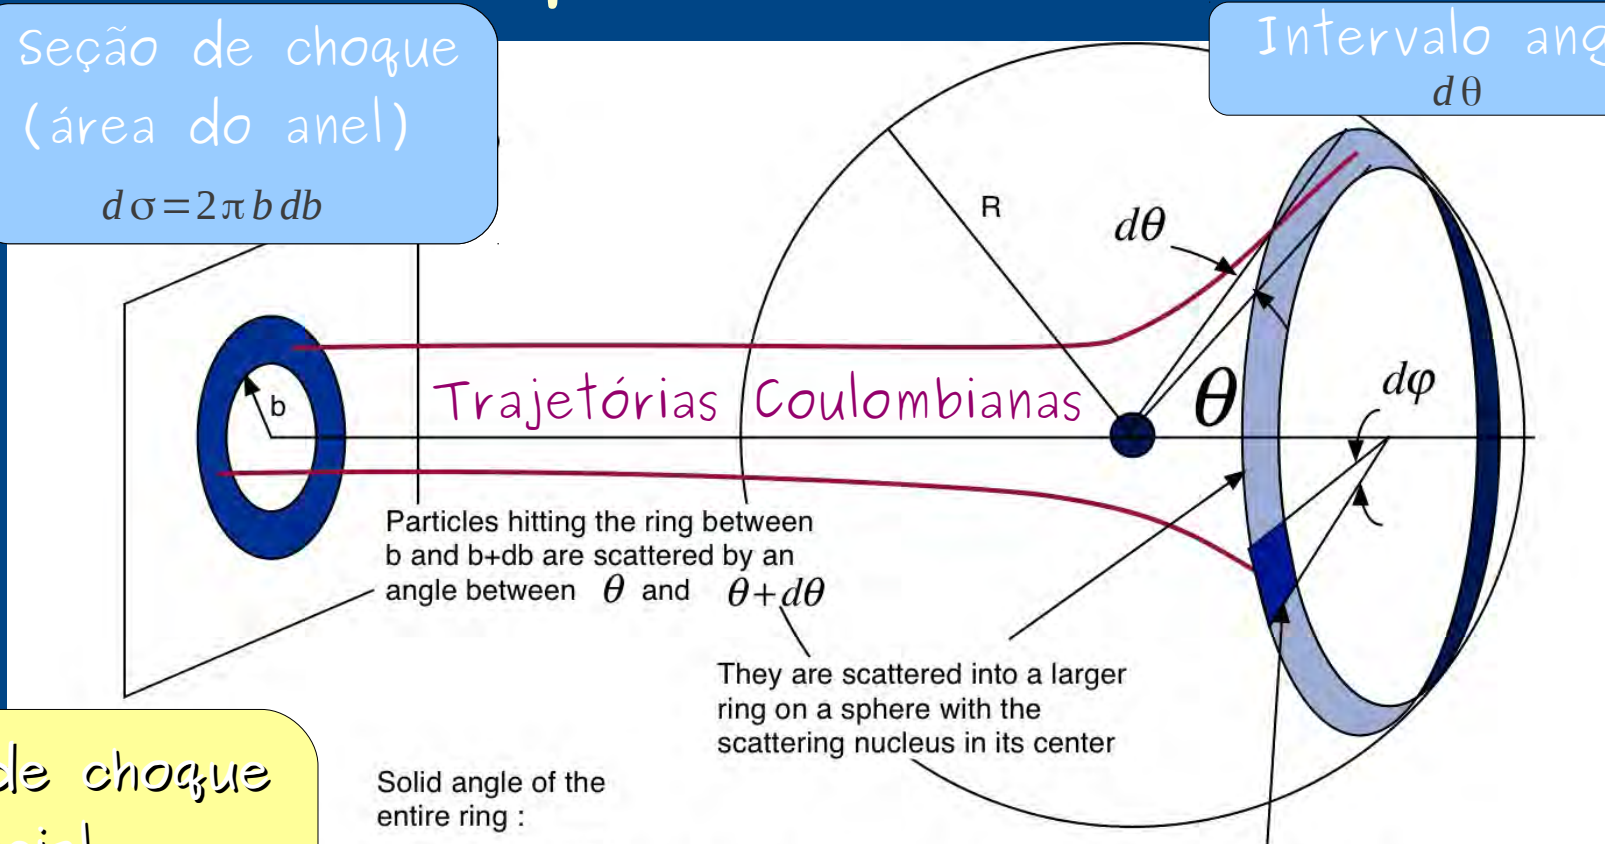 Seção de choque
(área do anel)
dσ=2πb db
Intervalo
dθ
R
dθ
θ
dφ
b
Trajetórias Coulombianas
Particles hitting the ring between
b and b+db are scattered by an
angle between θ and θ+dθ
They are scattered into a larger
ring on a sphere with the
scattering nucleus in its center
de choque
Solid angle of the
entire ring :